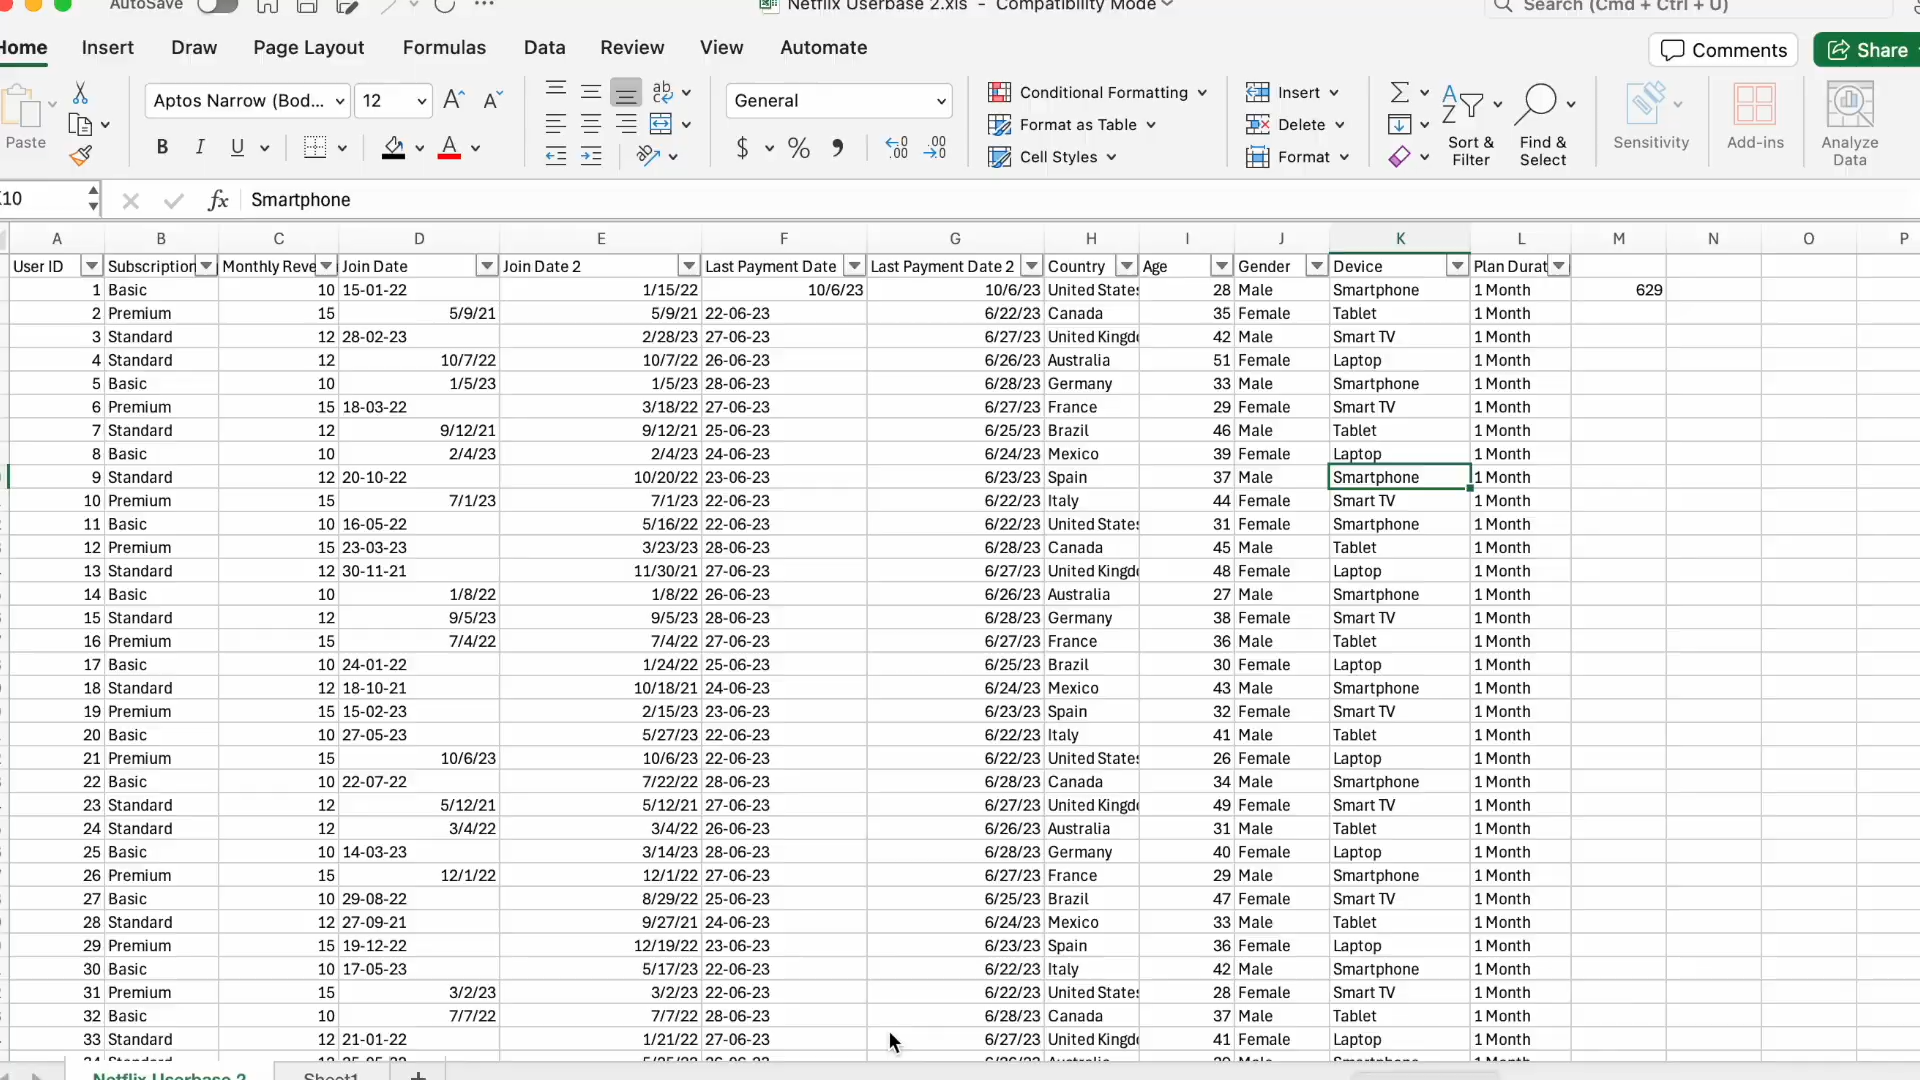 AutoSave Netflix Userbase 2.xls - Compatibility Mode Search (Cmd + Ctrl + U)
Home Insert Draw Page Layout Formulas Data Review View Automate Comments Share
Paste Aptos Narrow (Bod... 12 General Conditional Formatting Format as Table Cell Styles Insert Delete Format Sort & Filter Find & Select Sensitivity Add-ins Analyze Data
B I U A $ %
10 fx Smartphone
A B C D E F G H I J K L M N O P
User ID Subscription Monthly Reve Join Date Join Date 2 Last Payment Date Last Payment Date 2 Country Age Gender Device Plan Durat
1 Basic 10 15-01-22 1/15/22 10/6/23 10/6/23 United States 28 Male Smartphone 1 Month 629
2 Premium 15 5/9/21 5/9/21 22-06-23 6/22/23 Canada 35 Female Tablet 1 Month
3 Standard 12 28-02-23 2/28/23 27-06-23 6/27/23 United Kingdo 42 Male Smart TV 1 Month
4 Standard 12 10/7/22 10/7/22 26-06-23 6/26/23 Australia 51 Female Laptop 1 Month
5 Basic 10 1/5/23 1/5/23 28-06-23 6/28/23 Germany 33 Male Smartphone 1 Month
6 Premium 15 18-03-22 3/18/22 27-06-23 6/27/23 France 29 Female Smart TV 1 Month
7 Standard 12 9/12/21 9/12/21 25-06-23 6/25/23 Brazil 46 Male Tablet 1 Month
8 Basic 10 2/4/23 2/4/23 24-06-23 6/24/23 Mexico 39 Female Laptop 1 Month
9 Standard 12 20-10-22 10/20/22 23-06-23 6/23/23 Spain 37 Male Smartphone 1 Month
10 Premium 15 7/1/23 7/1/23 22-06-23 6/22/23 Italy 44 Female Smart TV 1 Month
11 Basic 10 16-05-22 5/16/22 22-06-23 6/22/23 United States 31 Female Smartphone 1 Month
12 Premium 15 23-03-23 3/23/23 28-06-23 6/28/23 Canada 45 Male Tablet 1 Month
13 Standard 12 30-11-21 11/30/21 27-06-23 6/27/23 United Kingdo 48 Female Laptop 1 Month
14 Basic 10 1/8/22 1/8/22 26-06-23 6/26/23 Australia 27 Male Smartphone 1 Month
15 Standard 12 9/5/23 9/5/23 28-06-23 6/28/23 Germany 38 Female Smart TV 1 Month
16 Premium 15 7/4/22 7/4/22 27-06-23 6/27/23 France 36 Male Tablet 1 Month
17 Basic 10 24-01-22 1/24/22 25-06-23 6/25/23 Brazil 30 Female Laptop 1 Month
18 Standard 12 18-10-21 10/18/21 24-06-23 6/24/23 Mexico 43 Male Smartphone 1 Month
19 Premium 15 15-02-23 2/15/23 23-06-23 6/23/23 Spain 32 Female Smart TV 1 Month
20 Basic 10 27-05-23 5/27/23 22-06-23 6/22/23 Italy 41 Male Tablet 1 Month
21 Premium 15 10/6/23 10/6/23 22-06-23 6/22/23 United States 26 Female Laptop 1 Month
22 Basic 10 22-07-22 7/22/22 28-06-23 6/28/23 Canada 34 Male Smartphone 1 Month
23 Standard 12 5/12/21 5/12/21 27-06-23 6/27/23 United Kingdo 49 Female Smart TV 1 Month
24 Standard 12 3/4/22 3/4/22 26-06-23 6/26/23 Australia 31 Male Tablet 1 Month
25 Basic 10 14-03-23 3/14/23 28-06-23 6/28/23 Germany 40 Female Laptop 1 Month
26 Premium 15 12/1/22 12/1/22 27-06-23 6/27/23 France 29 Male Smartphone 1 Month
27 Basic 10 29-08-22 8/29/22 25-06-23 6/25/23 Brazil 47 Female Smart TV 1 Month
28 Standard 12 27-09-21 9/27/21 24-06-23 6/24/23 Mexico 33 Male Tablet 1 Month
29 Premium 15 19-12-22 12/19/22 23-06-23 6/23/23 Spain 36 Female Laptop 1 Month
30 Basic 10 17-05-23 5/17/23 22-06-23 6/22/23 Italy 42 Male Smartphone 1 Month
31 Premium 15 3/2/23 3/2/23 22-06-23 6/22/23 United States 28 Female Smart TV 1 Month
32 Basic 10 7/7/22 7/7/22 28-06-23 6/28/23 Canada 37 Male Tablet 1 Month
33 Standard 12 21-01-22 1/21/22 27-06-23 6/27/23 United Kingdo 41 Female Laptop 1 Month
Netflix Userbase 2 Sheet1 +